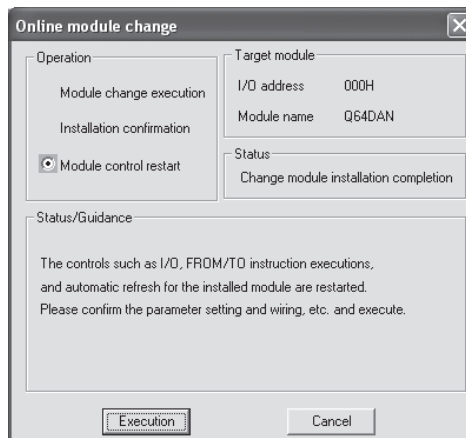 Online module change
Operation
Module change execution
Installation confirmation
Module control restart
Target module
I/O address 000H
Module name Q64DAN
Status
Change module installation completion
Status/Guidance
The controls such as I/O, FROM/TO instruction executions,
and automatic refresh for the installed module are restarted.
Please confirm the parameter setting and wiring, etc. and execute.
Execution
Cancel